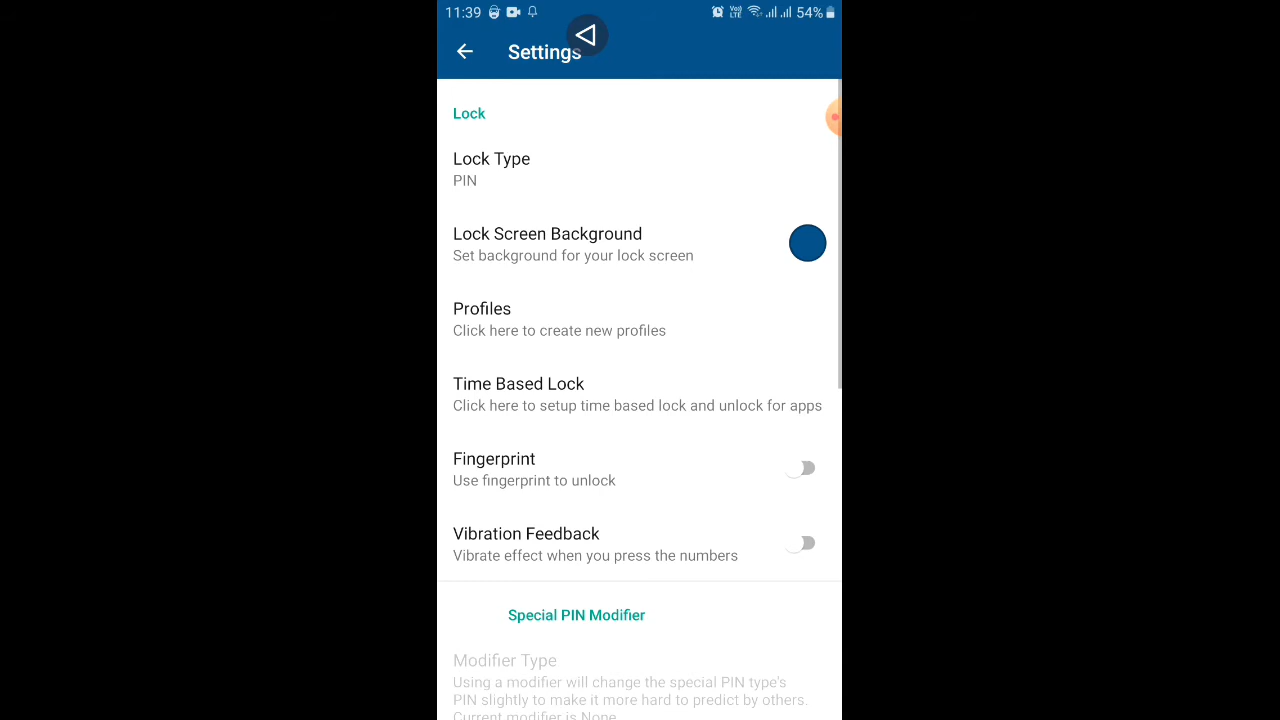 11:39 54%
Settings
Lock
Lock Type
PIN
Lock Screen Background
Set background for your lock screen
Profiles
Click here to create new profiles
Time Based Lock
Click here to setup time based lock and unlock for apps
Fingerprint
Use fingerprint to unlock
Vibration Feedback
Vibrate effect when you press the numbers
Special PIN Modifier
Modifier Type
Using a modifier will change the special PIN type's
PIN slightly to make it more hard to predict by others.
Current modifier is None